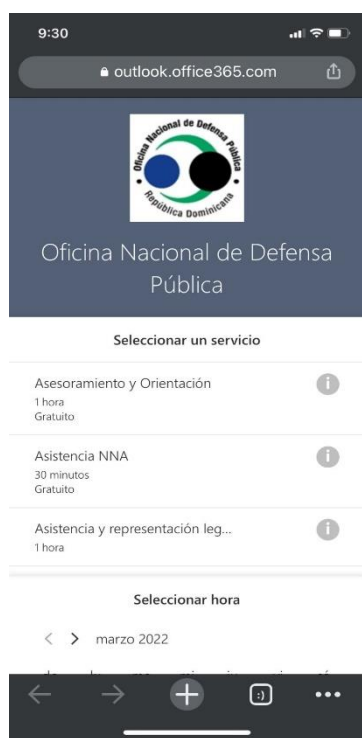 9:30
outlook.office365.com
Oficina Nacional de Defensa Pública
República Dominicana
Oficina Nacional de Defensa
Pública
Seleccionar un servicio
Asesoramiento y Orientación
1 hora
Gratuito
Asistencia NNA
30 minutos
Gratuito
Asistencia y representación leg...
1 hora
Seleccionar hora
marzo 2022